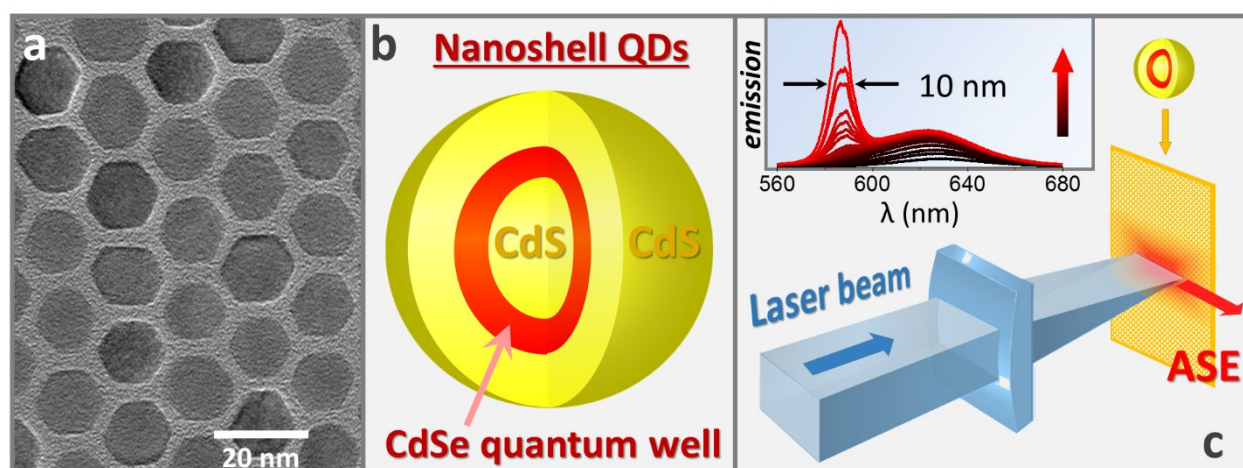 a
20 nm
b
Nanoshell QDs
CdS
CdS
CdSe quantum well
emission
10 nm
560 600 640 680
λ (nm)
Laser beam
ASE
c